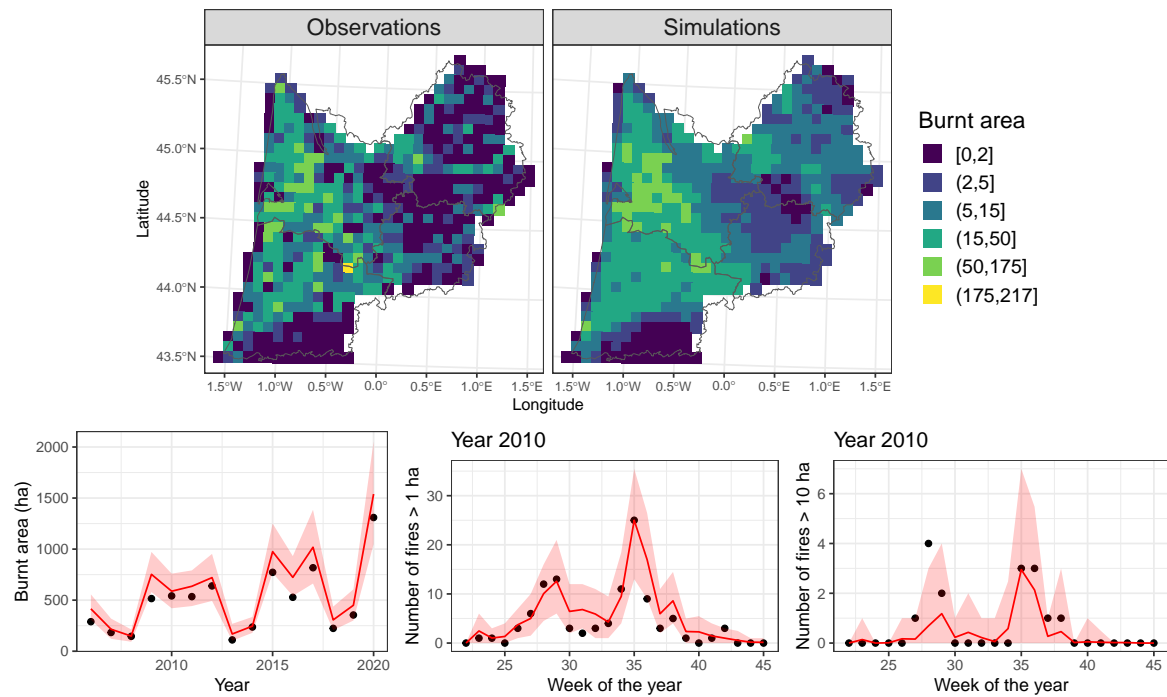 Observations Simulations
45.5°N
45.0°N
44.5°N
44.0°N
43.5°N
Latitude
1.5°W 1.0°W 0.5°W 0.0° 0.5°E 1.0°E 1.5°E 1.5°W 1.0°W 0.5°W 0.0° 0.5°E 1.0°E 1.5°E
Longitude
Burnt area
[0,2]
(2,5]
(5,15]
(15,50]
(50,175]
(175,217]
Burnt area (ha)
2000
1500
1000
500
0
2010 2015 2020
Year
Year 2010
Number of fires > 1 ha
30
20
10
0
25 30 35 40 45
Week of the year
Year 2010
Number of fires > 10 ha
6
4
2
0
25 30 35 40 45
Week of the year